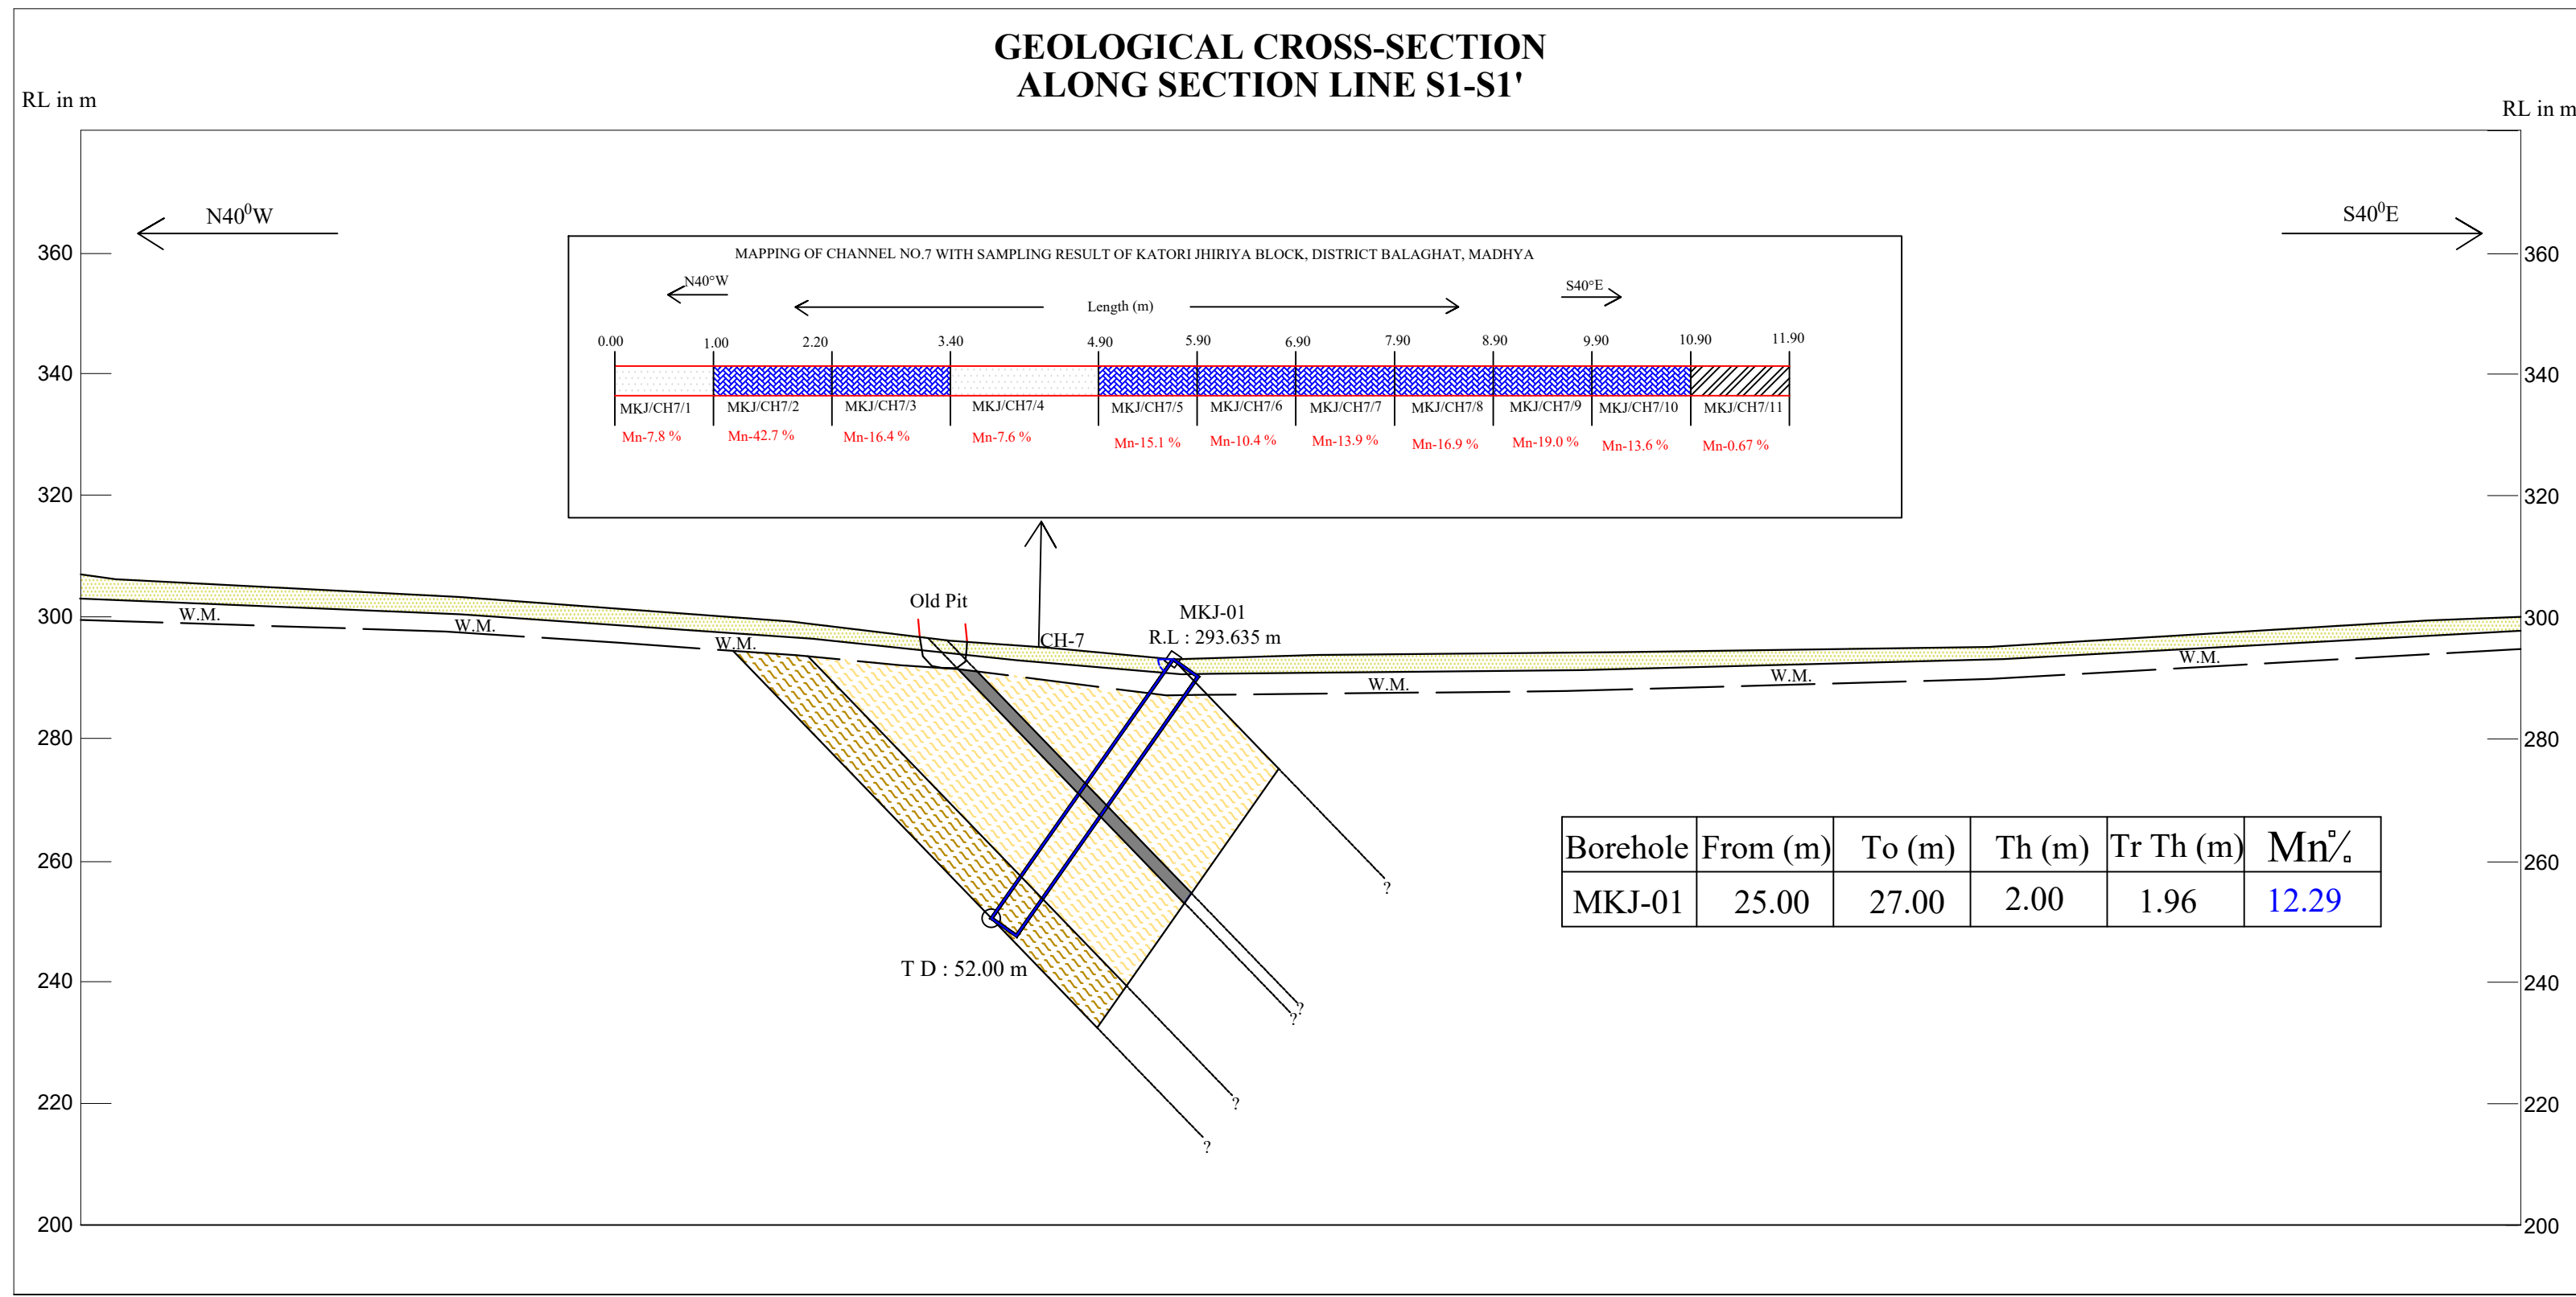 GEOLOGICAL CROSS-SECTION
ALONG SECTION LINE S1-S1'
RL in m
RL in m
N40⁰W
S40⁰E
360
360
340
340
320
320
300
300
280
280
260
260
240
240
220
220
200
200
MAPPING OF CHANNEL NO.7 WITH SAMPLING RESULT OF KATORI JHIRIYA BLOCK, DISTRICT BALAGHAT, MADHYA
N40°W
Length (m)
S40°E
0.00 1.00 2.20 3.40 4.90 5.90 6.90 7.90 8.90 9.90 10.90 11.90
MKJ/CH7/1 MKJ/CH7/2 MKJ/CH7/3 MKJ/CH7/4 MKJ/CH7/5 MKJ/CH7/6 MKJ/CH7/7 MKJ/CH7/8 MKJ/CH7/9 MKJ/CH7/10 MKJ/CH7/11
Mn-7.8 % Mn-42.7 % Mn-16.4 % Mn-7.6 % Mn-15.1 % Mn-10.4 % Mn-13.9 % Mn-16.9 % Mn-19.0 % Mn-13.6 % Mn-0.67 %
Old Pit
CH-7
MKJ-01
R.L : 293.635 m
W.M.
W.M.
W.M.
W.M.
W.M.
W.M.
T D : 52.00 m
?
?
?
?
?
Borehole From (m) To (m) Th (m) Tr Th (m) Mn%
MKJ-01 25.00 27.00 2.00 1.96 12.29